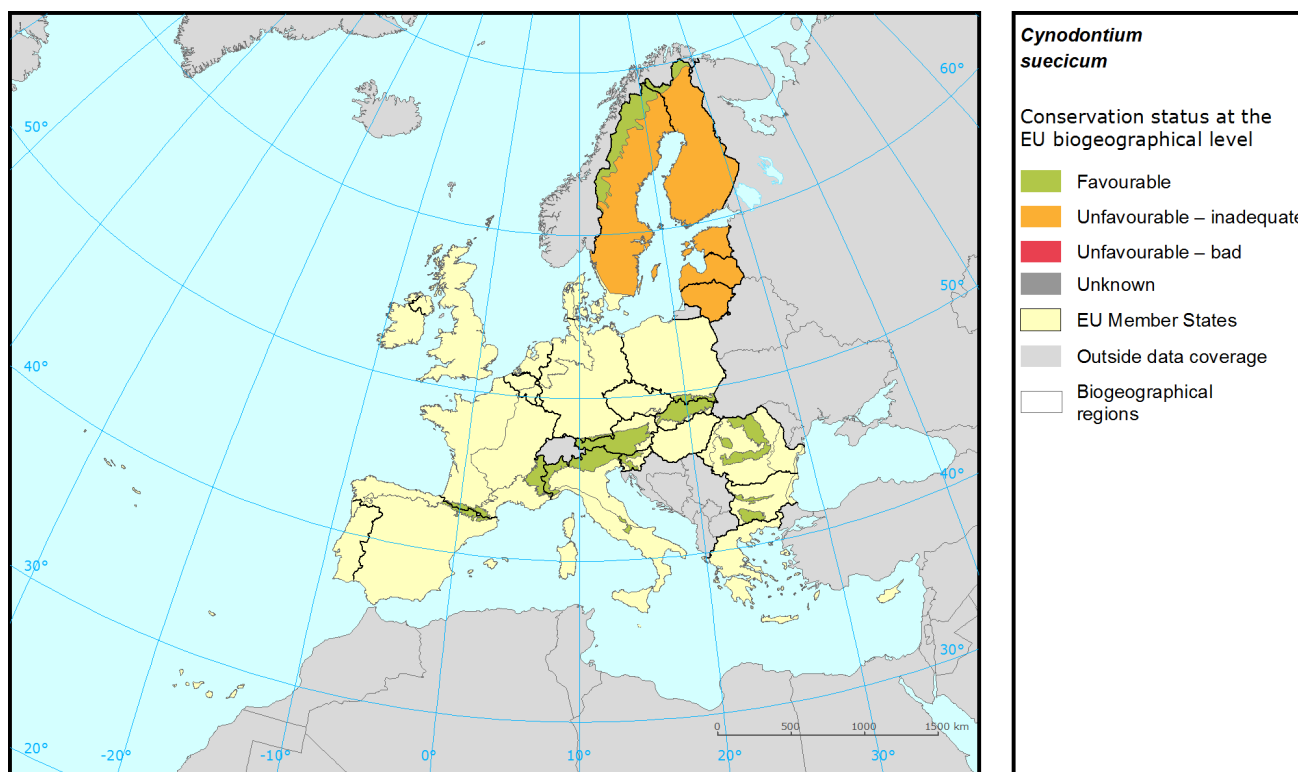 Cynodontium
suecicum
Conservation status at the
EU biogeographical level
Favourable
Unfavourable – inadequate
Unfavourable – bad
Unknown
EU Member States
Outside data coverage
Biogeographical
regions
60°
50°
50°
40°
40°
30°
30°
20°
-20°
-10°
0°
10°
20°
30°
0 500 1000 1500 km